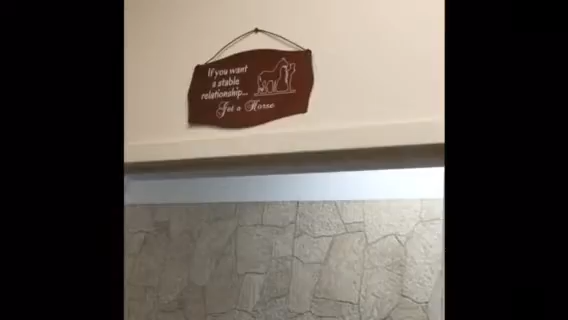 If you want
a stable
relationship...
Get a Horse